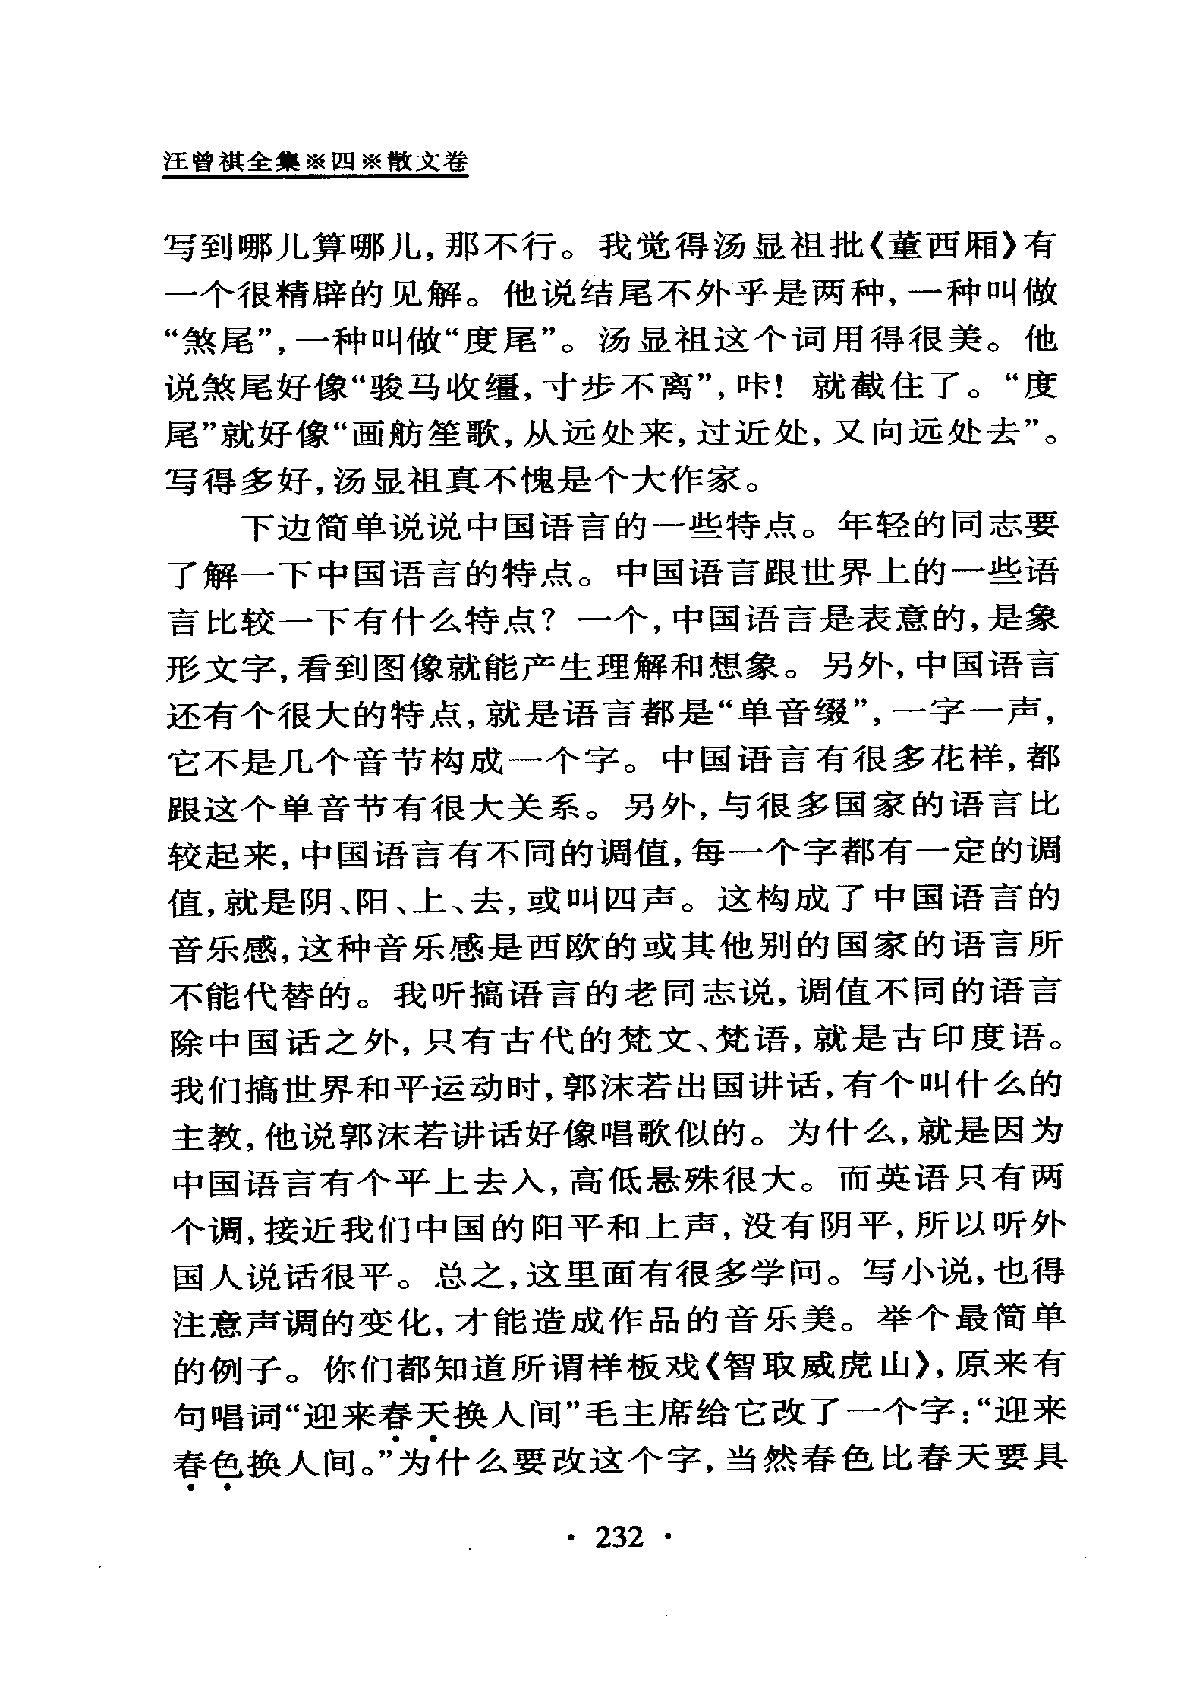 汪曾祺全集※四※散文卷
写到哪儿算哪儿,那不行。我觉得汤显祖批《董西厢》有
一个很精辟的见解。他说结尾不外乎是两种,一种叫做
“煞尾”,一种叫做“度尾”。汤显祖这个词用得很美。他
说煞尾好像“骏马收缰,寸步不离”,咔!就截住了。“度
尾”就好像“画舫笙歌,从远处来,过近处,又向远处去”。
写得多好,汤显祖真不愧是个大作家。
下边简单说说中国语言的一些特点。年轻的同志要
了解一下中国语言的特点。中国语言跟世界上的一些语
言比较一下有什么特点?一个,中国语言是表意的,是象
形文字,看到图像就能产生理解和想象。另外,中国语言
还有个很大的特点,就是语言都是“单音缀”,一字一声,
它不是几个音节构成一个字。中国语言有很多花样,都
跟这个单音节有很大关系。另外,与很多国家的语言比
较起来,中国语言有不同的调值,每一个字都有一定的调
值,就是阴、阳、上、去,或叫四声。这构成了中国语言的
音乐感,这种音乐感是西欧的或其他别的国家的语言所
不能代替的。我听搞语言的老同志说,调值不同的语言
除中国话之外,只有古代的梵文、梵语,就是古印度语。
我们搞世界和平运动时,郭沫若出国讲话,有个叫什么的
主教,他说郭沫若讲话好像唱歌似的。为什么,就是因为
中国语言有个平上去入,高低悬殊很大。而英语只有两
个调,接近我们中国的阳平和上声,没有阴平,所以听外
国人说话很平。总之,这里面有很多学问。写小说,也得
注意声调的变化,才能造成作品的音乐美。举个最简单
的例子。你们都知道所谓样板戏《智取威虎山》,原来有
句唱词“迎来春天换人间”毛主席给它改了一个字:“迎来
春色换人间。”为什么要改这个字,当然春色比春天要具
· 232 ·